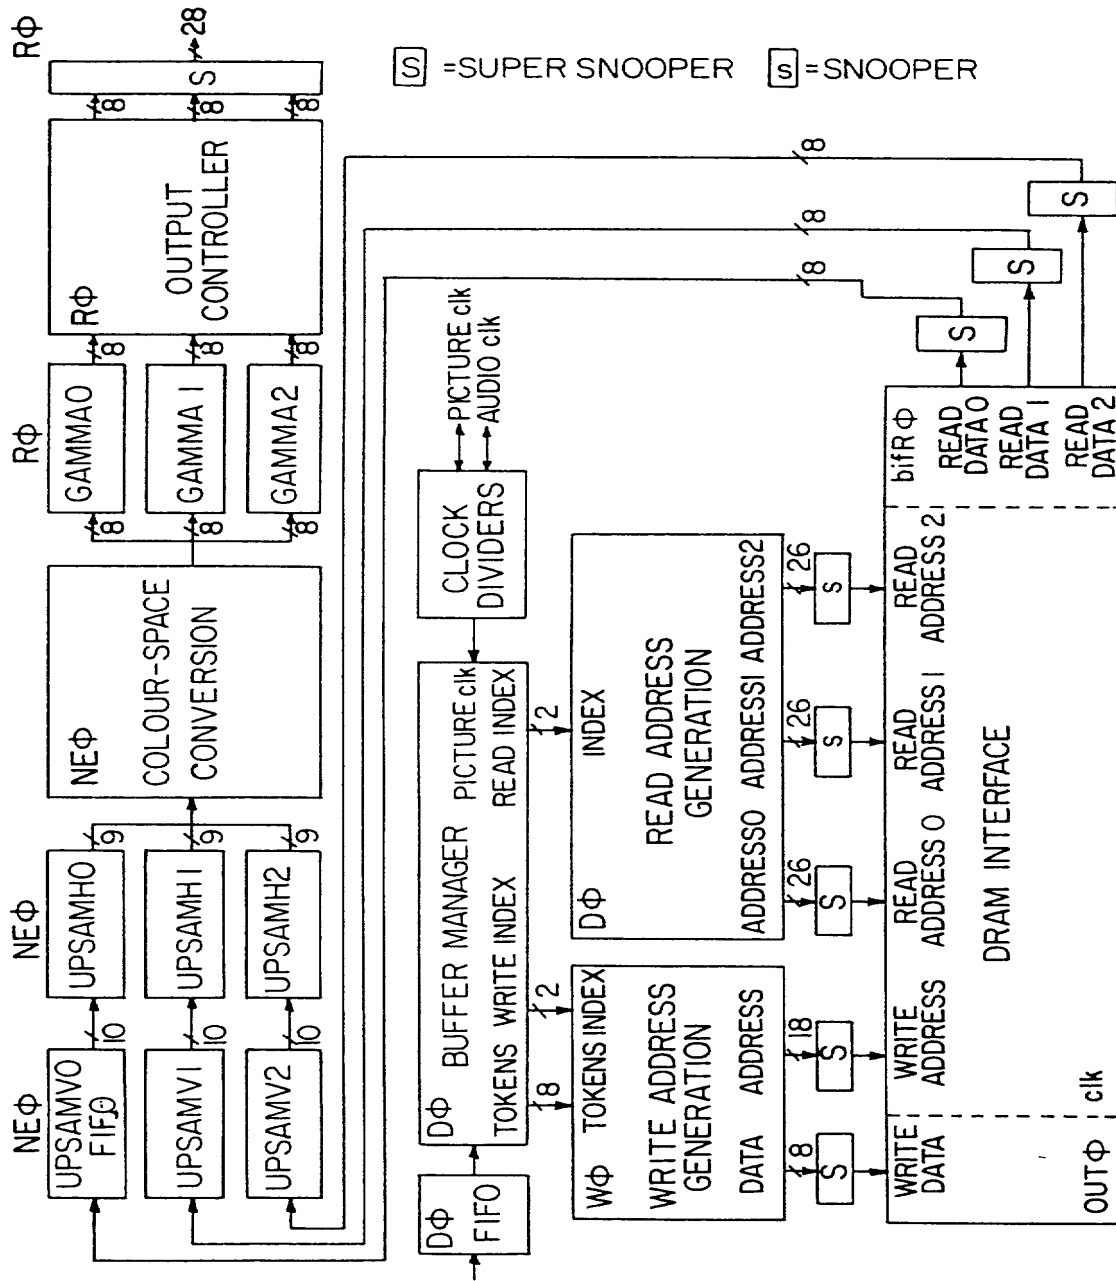 RΦ
28
S
8
8
8
RΦ
OUTPUT
CONTROLLER
RΦ
8
8
8
GAMMA0
GAMMA 1
GAMMA2
8
8
8
NEΦ
COLOUR-SPACE
CONVERSION
NEΦ
9
9
9
UPSAMH0
UPSAMH1
UPSAMH2
NEΦ
10
10
10
UPSAMV0
FIFO
UPSAMV1
UPSAMV2
S =SUPER SNOOPER
s =SNOOPER
8
8
8
S
S
S
PICTURE clk
AUDIO clk
CLOCK
DIVIDERS
DΦ
BUFFER MANAGER
PICTURE clk
TOKENS WRITE INDEX
READ INDEX
DΦ
FIFO
8
2
2
WΦ
TOKENS INDEX
WRITE ADDRESS
GENERATION
DATA
ADDRESS
DΦ
INDEX
READ ADDRESS
GENERATION
ADDRESS0 ADDRESS1 ADDRESS2
8
18
26
26
26
S
S
S
s
s
WRITE
DATA
WRITE
ADDRESS
READ
ADDRESS 0
READ
ADDRESS 1
READ
ADDRESS 2
bifRΦ
READ
DATA 0
READ
DATA 1
READ
DATA 2
DRAM INTERFACE
OUTΦ
clk